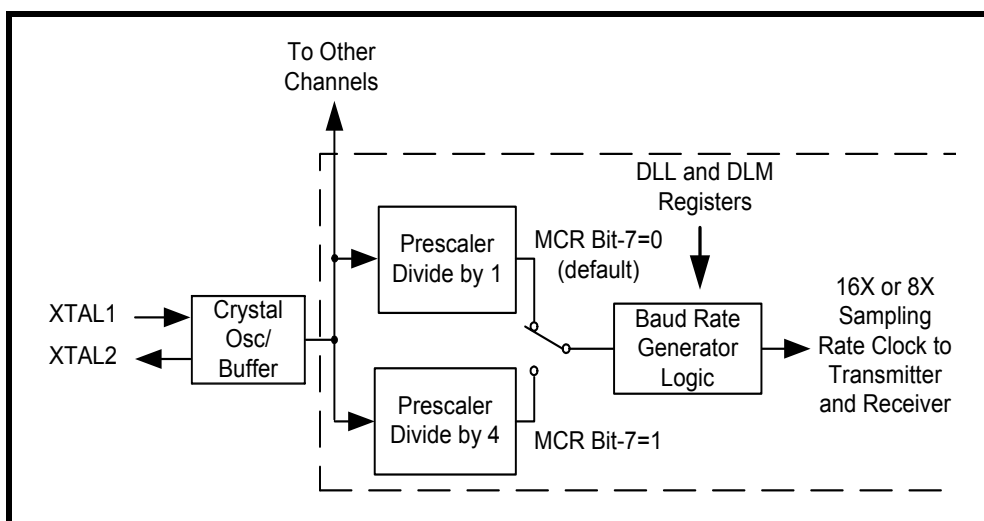 To Other
Channels
DLL and DLM
Registers
Prescaler
Divide by 1
MCR Bit-7=0
(default)
XTAL1
XTAL2
Crystal
Osc/
Buffer
Baud Rate
Generator
Logic
16X or 8X
Sampling
Rate Clock to
Transmitter
and Receiver
Prescaler
Divide by 4
MCR Bit-7=1